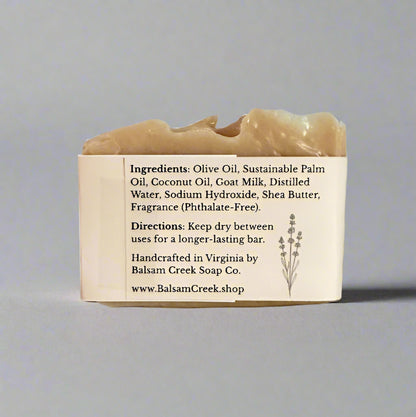 Ingredients: Olive Oil, Sustainable Palm
Oil, Coconut Oil, Goat Milk, Distilled
Water, Sodium Hydroxide, Shea Butter,
Fragrance (Phthalate-Free).
Directions: Keep dry between
uses for a longer-lasting bar.
Handcrafted in Virginia by
Balsam Creek Soap Co.
www.BalsamCreek.shop